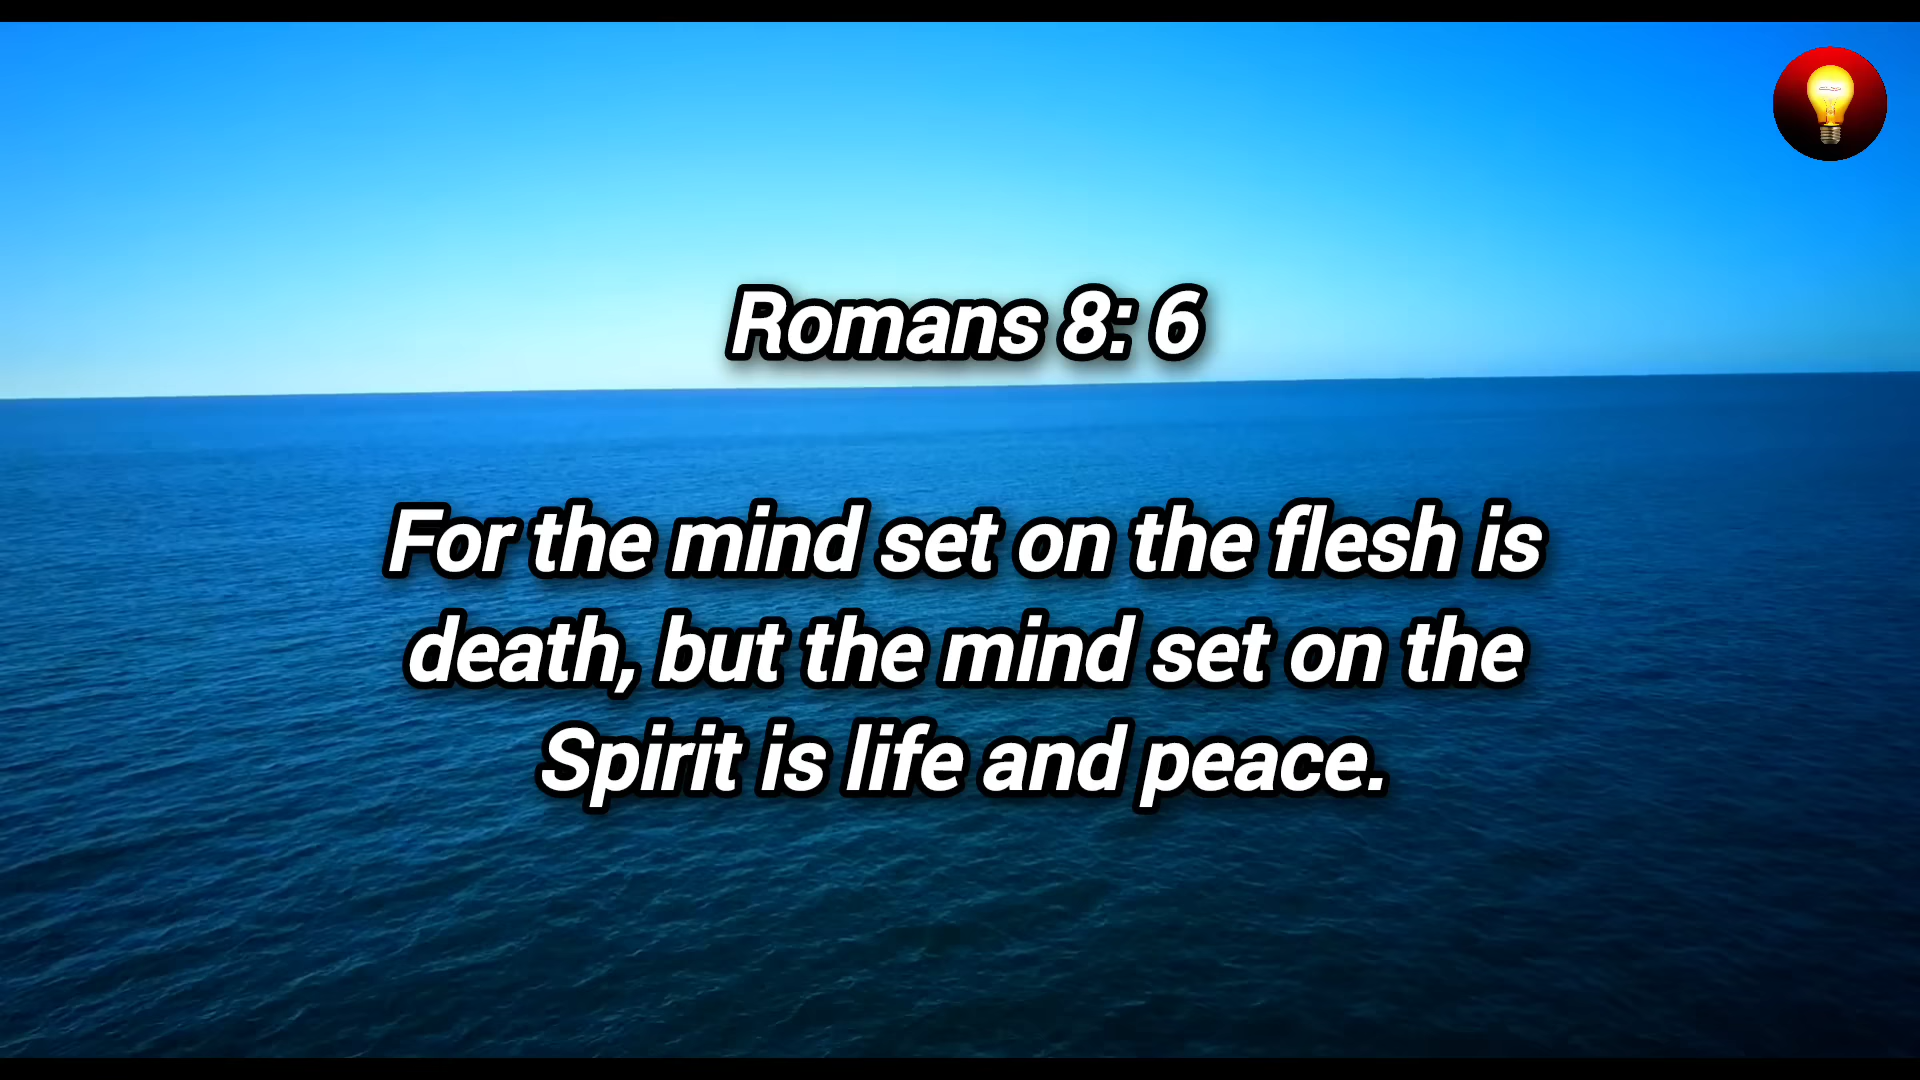 Romans 8: 6
For the mind set on the flesh is
death, but the mind set on the
Spirit is life and peace.